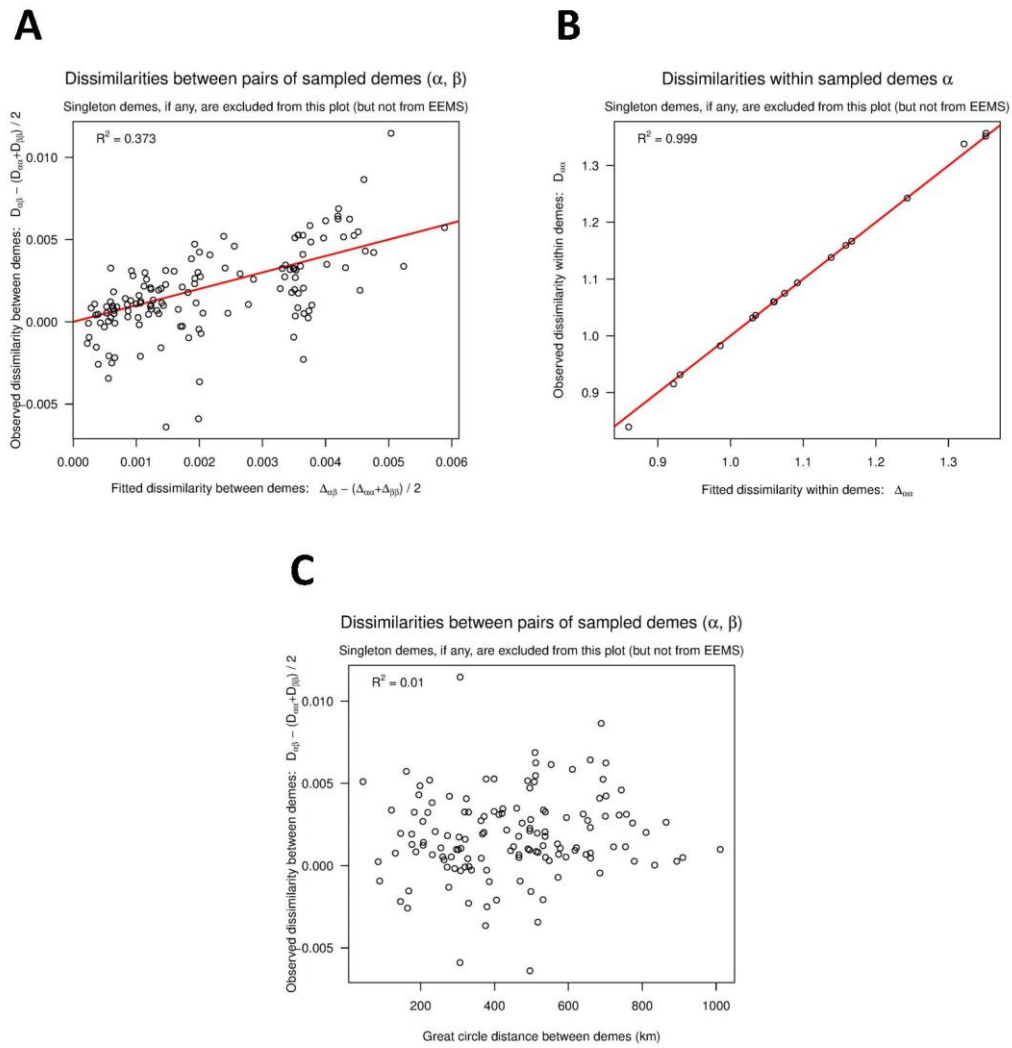 A
Dissimilarities between pairs of sampled demes (α, β)
Singleton demes, if any, are excluded from this plot (but not from EEMS)
R² = 0.373
Observed dissimilarity between demes: Dαβ − (Dαα+Dββ) / 2
0.010
0.005
0.000
−0.005
0.000 0.001 0.002 0.003 0.004 0.005 0.006
Fitted dissimilarity between demes: Δαβ − (Δαα+Δββ) / 2
B
Dissimilarities within sampled demes α
Singleton demes, if any, are excluded from this plot (but not from EEMS)
R² = 0.999
Observed dissimilarity within demes: Dαα
1.3
1.2
1.1
1.0
0.9
0.9 1.0 1.1 1.2 1.3
Fitted dissimilarity within demes: Δαα
C
Dissimilarities between pairs of sampled demes (α, β)
Singleton demes, if any, are excluded from this plot (but not from EEMS)
R² = 0.01
Observed dissimilarity between demes: Dαβ − (Dαα+Dββ) / 2
0.010
0.005
0.000
−0.005
200 400 600 800 1000
Great circle distance between demes (km)